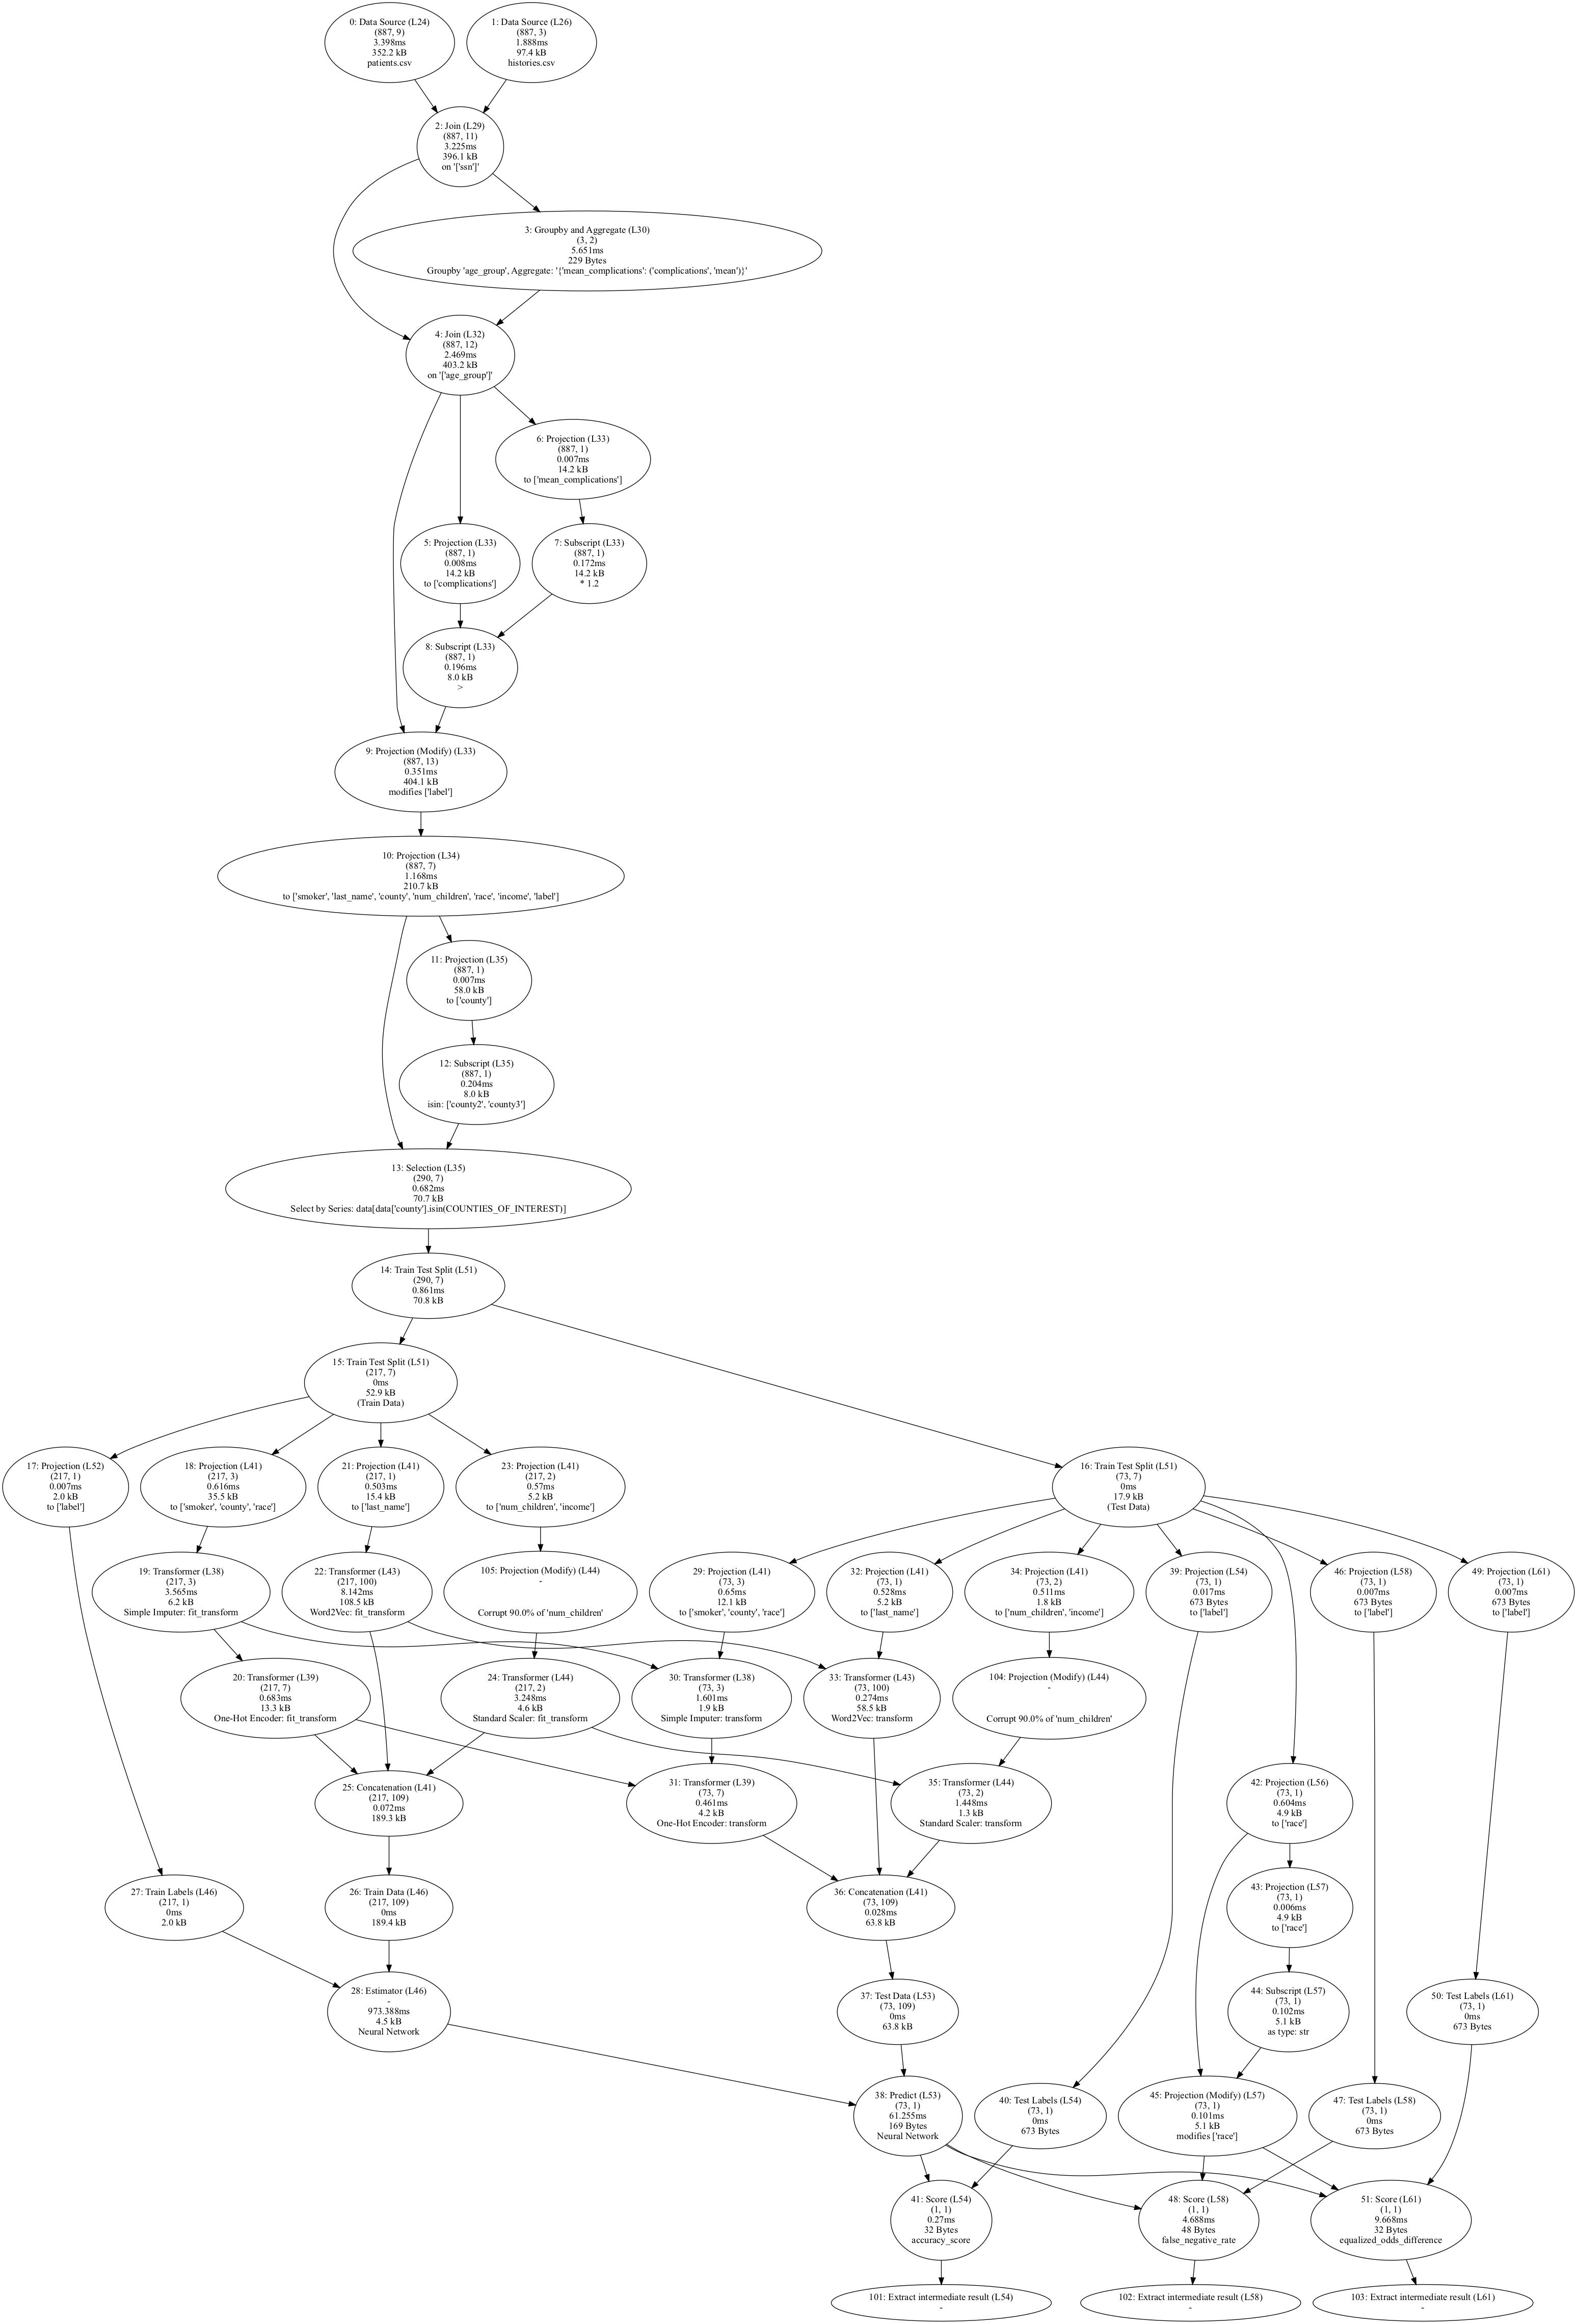 0: Data Source (L24)
(887, 9)
3.398ms
352.2 kB
patients.csv
1: Data Source (L26)
(887, 3)
1.888ms
97.4 kB
histories.csv
2: Join (L29)
(887, 11)
3.225ms
396.1 kB
on '['ssn']'
3: Groupby and Aggregate (L30)
(3, 2)
5.651ms
229 Bytes
Groupby 'age_group', Aggregate: '{'mean_complications': ('complications', 'mean')}'
4: Join (L32)
(887, 12)
2.469ms
403.2 kB
on '['age_group']'
6: Projection (L33)
(887, 1)
0.007ms
14.2 kB
to ['mean_complications']
5: Projection (L33)
(887, 1)
0.008ms
14.2 kB
to ['complications']
7: Subscript (L33)
(887, 1)
0.172ms
14.2 kB
* 1.2
8: Subscript (L33)
(887, 1)
0.196ms
8.0 kB
>
9: Projection (Modify) (L33)
(887, 13)
0.351ms
404.1 kB
modifies ['label']
10: Projection (L34)
(887, 7)
1.168ms
210.7 kB
to ['smoker', 'last_name', 'county', 'num_children', 'race', 'income', 'label']
11: Projection (L35)
(887, 1)
0.007ms
58.0 kB
to ['county']
12: Subscript (L35)
(887, 1)
0.204ms
8.0 kB
isin: ['county2', 'county3']
13: Selection (L35)
(290, 7)
0.682ms
70.7 kB
Select by Series: data[data['county'].isin(COUNTIES_OF_INTEREST)]
14: Train Test Split (L51)
(290, 7)
0.861ms
70.8 kB
15: Train Test Split (L51)
(217, 7)
0ms
52.9 kB
(Train Data)
17: Projection (L52)
(217, 1)
0.007ms
2.0 kB
to ['label']
18: Projection (L41)
(217, 3)
0.616ms
35.5 kB
to ['smoker', 'county', 'race']
21: Projection (L41)
(217, 1)
0.503ms
15.4 kB
to ['last_name']
23: Projection (L41)
(217, 2)
0.57ms
5.2 kB
to ['num_children', 'income']
16: Train Test Split (L51)
(73, 7)
0ms
17.9 kB
(Test Data)
19: Transformer (L38)
(217, 3)
3.565ms
6.2 kB
Simple Imputer: fit_transform
22: Transformer (L43)
(217, 100)
8.142ms
108.5 kB
Word2Vec: fit_transform
105: Projection (Modify) (L44)
-
Corrupt 90.0% of 'num_children'
29: Projection (L41)
(73, 3)
0.65ms
12.1 kB
to ['smoker', 'county', 'race']
32: Projection (L41)
(73, 1)
0.528ms
5.2 kB
to ['last_name']
34: Projection (L41)
(73, 2)
0.511ms
1.8 kB
to ['num_children', 'income']
39: Projection (L54)
(73, 1)
0.017ms
673 Bytes
to ['label']
46: Projection (L58)
(73, 1)
0.007ms
673 Bytes
to ['label']
49: Projection (L61)
(73, 1)
0.007ms
673 Bytes
to ['label']
20: Transformer (L39)
(217, 7)
0.683ms
13.3 kB
One-Hot Encoder: fit_transform
24: Transformer (L44)
(217, 2)
3.248ms
4.6 kB
Standard Scaler: fit_transform
30: Transformer (L38)
(73, 3)
1.601ms
1.9 kB
Simple Imputer: transform
33: Transformer (L43)
(73, 100)
0.274ms
58.5 kB
Word2Vec: transform
104: Projection (Modify) (L44)
-
Corrupt 90.0% of 'num_children'
25: Concatenation (L41)
(217, 109)
0.072ms
189.3 kB
31: Transformer (L39)
(73, 7)
0.461ms
4.2 kB
One-Hot Encoder: transform
35: Transformer (L44)
(73, 2)
1.448ms
1.3 kB
Standard Scaler: transform
42: Projection (L56)
(73, 1)
0.604ms
4.9 kB
to ['race']
27: Train Labels (L46)
(217, 1)
0ms
2.0 kB
26: Train Data (L46)
(217, 109)
0ms
189.4 kB
36: Concatenation (L41)
(73, 109)
0.028ms
63.8 kB
43: Projection (L57)
(73, 1)
0.006ms
4.9 kB
to ['race']
28: Estimator (L46)
-
973.388ms
4.5 kB
Neural Network
37: Test Data (L53)
(73, 109)
0ms
63.8 kB
44: Subscript (L57)
(73, 1)
0.102ms
5.1 kB
as type: str
50: Test Labels (L61)
(73, 1)
0ms
673 Bytes
38: Predict (L53)
(73, 1)
61.255ms
169 Bytes
Neural Network
40: Test Labels (L54)
(73, 1)
0ms
673 Bytes
45: Projection (Modify) (L57)
(73, 1)
0.101ms
5.1 kB
modifies ['race']
47: Test Labels (L58)
(73, 1)
0ms
673 Bytes
41: Score (L54)
(1, 1)
0.27ms
32 Bytes
accuracy_score
48: Score (L58)
(1, 1)
4.688ms
48 Bytes
false_negative_rate
51: Score (L61)
(1, 1)
9.668ms
32 Bytes
equalized_odds_difference
101: Extract intermediate result (L54)
-
102: Extract intermediate result (L58)
-
103: Extract intermediate result (L61)
-